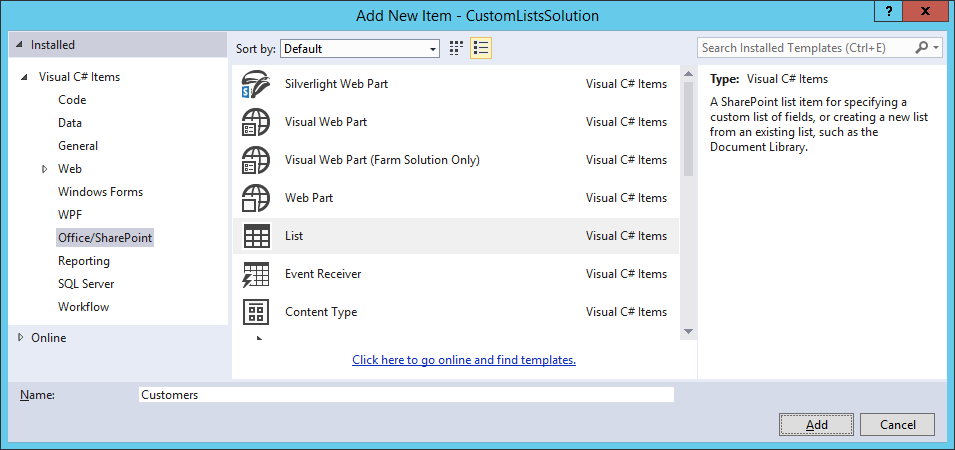 Add New Item - CustomListsSolution
?
X
Installed
Sort by: Default
Search Installed Templates (Ctrl+E)
Visual C# Items
Code
Data
General
Web
Windows Forms
WPF
Office/SharePoint
Reporting
SQL Server
Workflow
Online
Silverlight Web Part Visual C# Items
Visual Web Part Visual C# Items
Visual Web Part (Farm Solution Only) Visual C# Items
Web Part Visual C# Items
List Visual C# Items
Event Receiver Visual C# Items
Content Type Visual C# Items
Click here to go online and find templates.
Type: Visual C# Items
A SharePoint list item for specifying a
custom list of fields, or creating a new list
from an existing list, such as the
Document Library.
Name: Customers
Add Cancel